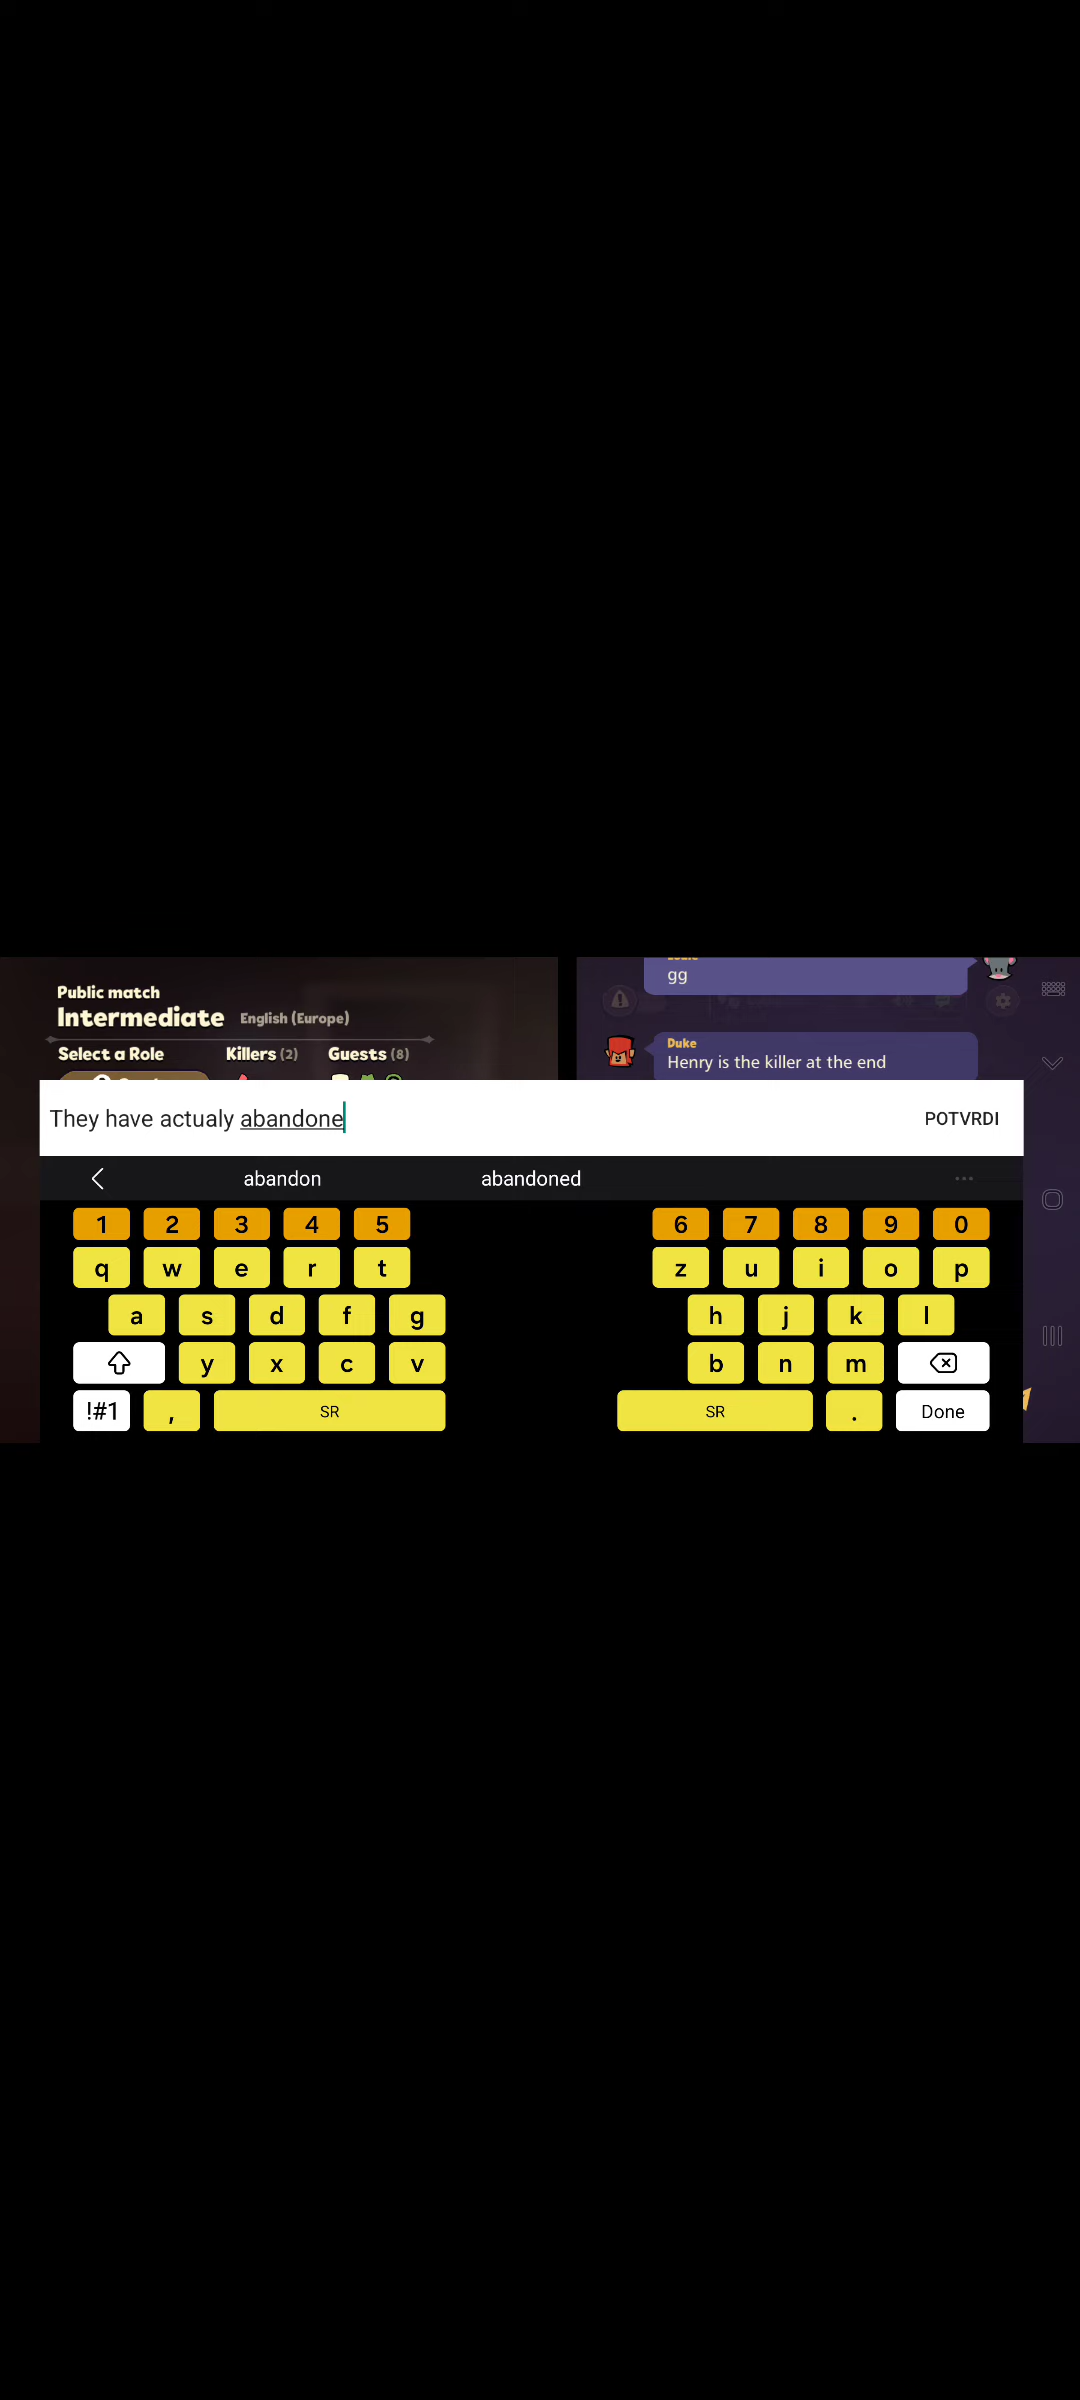 Public match
Intermediate English (Europe)
Select a Role Killers (2) Guests (8)
gg
Duke
Henry is the killer at the end
They have actualy abandone
POTVRDI
abandon abandoned
1 2 3 4 5 6 7 8 9 0
q w e r t z u i o p
a s d f g h j k l
y x c v b n m
!#1 , SR SR . Done